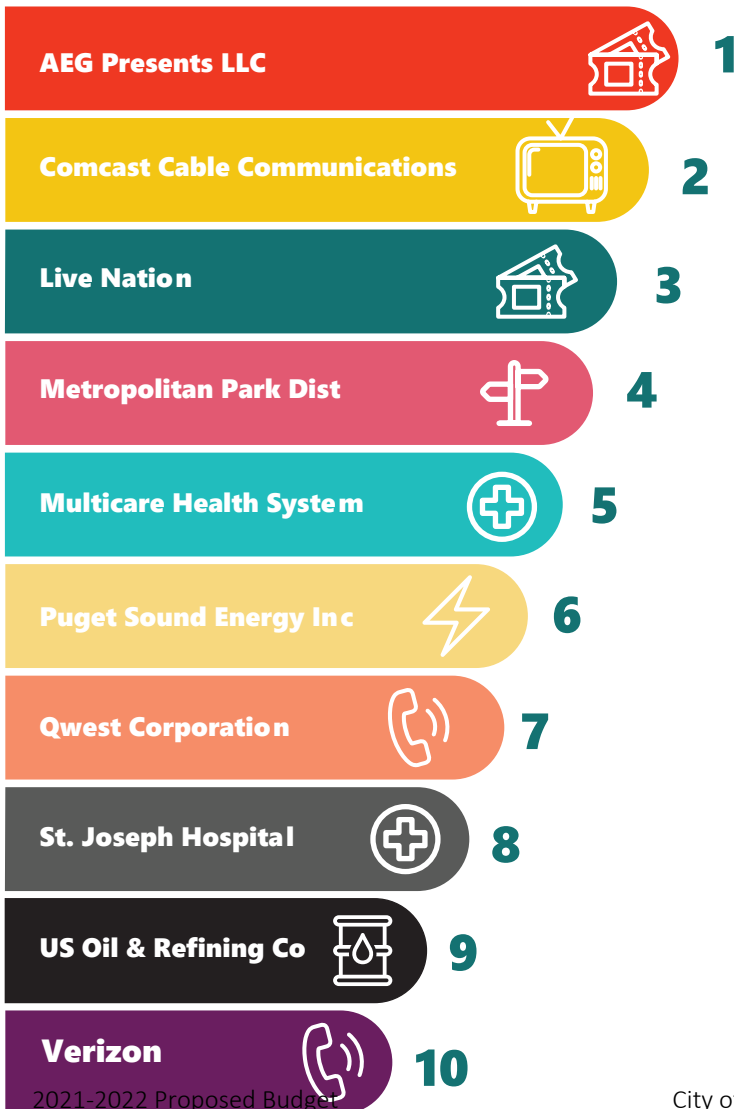 AEG Presents LLC 1
Comcast Cable Communications 2
Live Nation 3
Metropolitan Park Dist 4
Multicare Health System 5
Puget Sound Energy Inc 6
Qwest Corporation 7
St. Joseph Hospital 8
US Oil & Refining Co 9
Verizon 10
2021-2022 Proposed Budget City o